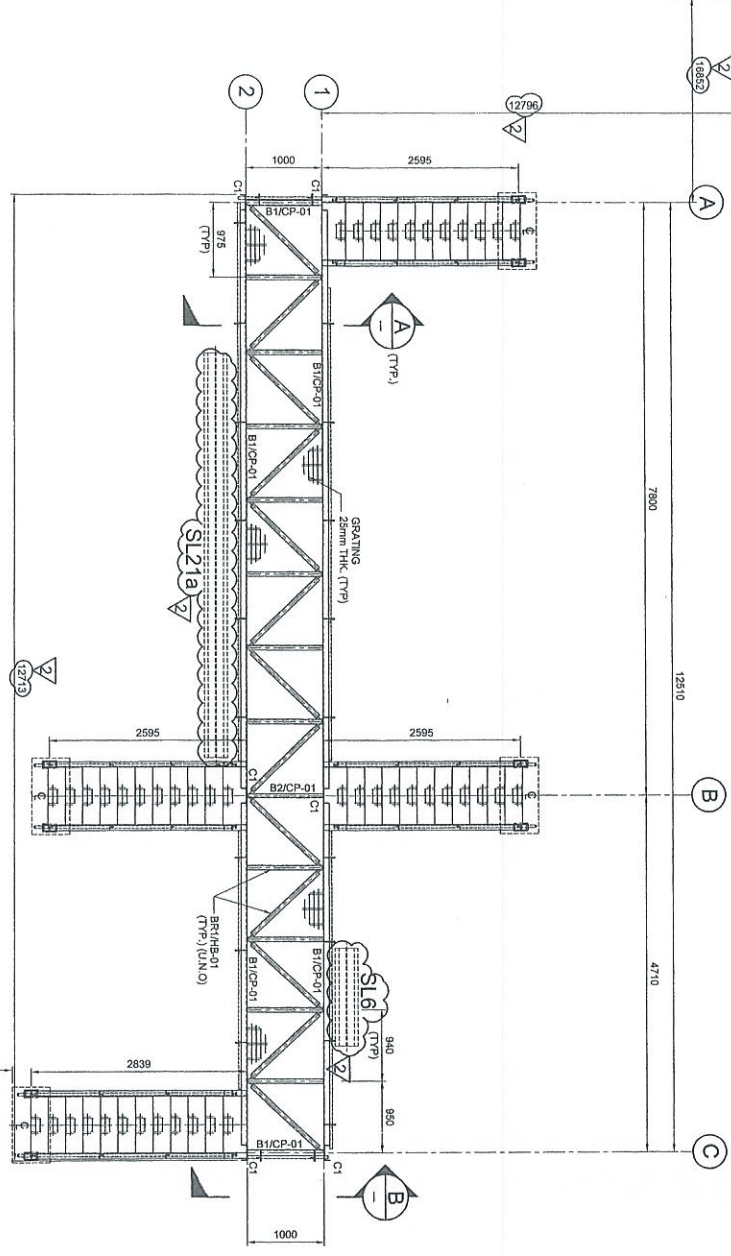 2
16852
12796
2
2
1
A
1000
2595
C1
C1
B1/CP-01
C
L
975
(TYP)
A
-
(TYP.)
B1/CP-01
B1/CP-01
GRATING
25mm THK. (TYP)
7800
12510
SL21a
2
2
12713
2595
2595
C1
B2/CP-01
C1
C
L
C
L
B
BR1/HB-01
(TYP.) (U.N.O)
B1/CP-01
B1/CP-01
SL6
2
940
(TYP)
950
4710
2839
C
L
B1/CP-01
C1
C1
C
B
-
1000